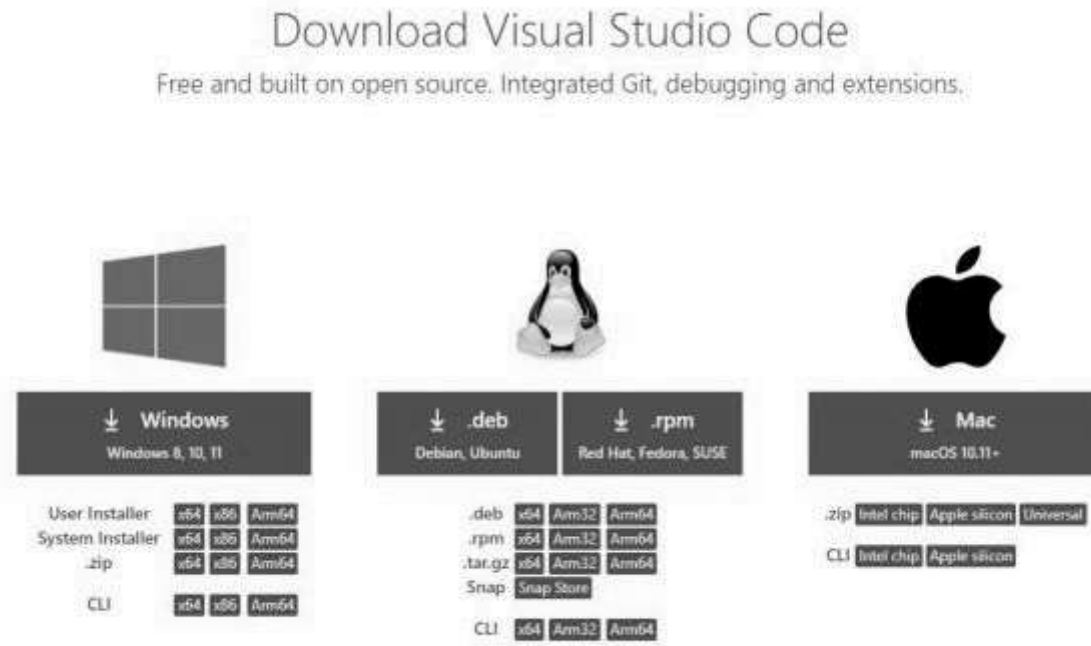 Download Visual Studio Code
Free and built on open source. Integrated Git, debugging and extensions.
Windows
Windows 8, 10, 11
User Installer x64 x86 Arm64
System Installer x64 x86 Arm64
.zip x64 x86 Arm64
CLI x64 x86 Arm64
.deb
Debian, Ubuntu
.rpm
Red Hat, Fedora, SUSE
.deb x64 Arm32 Arm64
.rpm x64 Arm32 Arm64
.tar.gz x64 Arm32 Arm64
Snap Snap Store
CLI x64 Arm32 Arm64
Mac
macOS 10.11+
.zip Intel chip Apple silicon Universal
CLI Intel chip Apple silicon